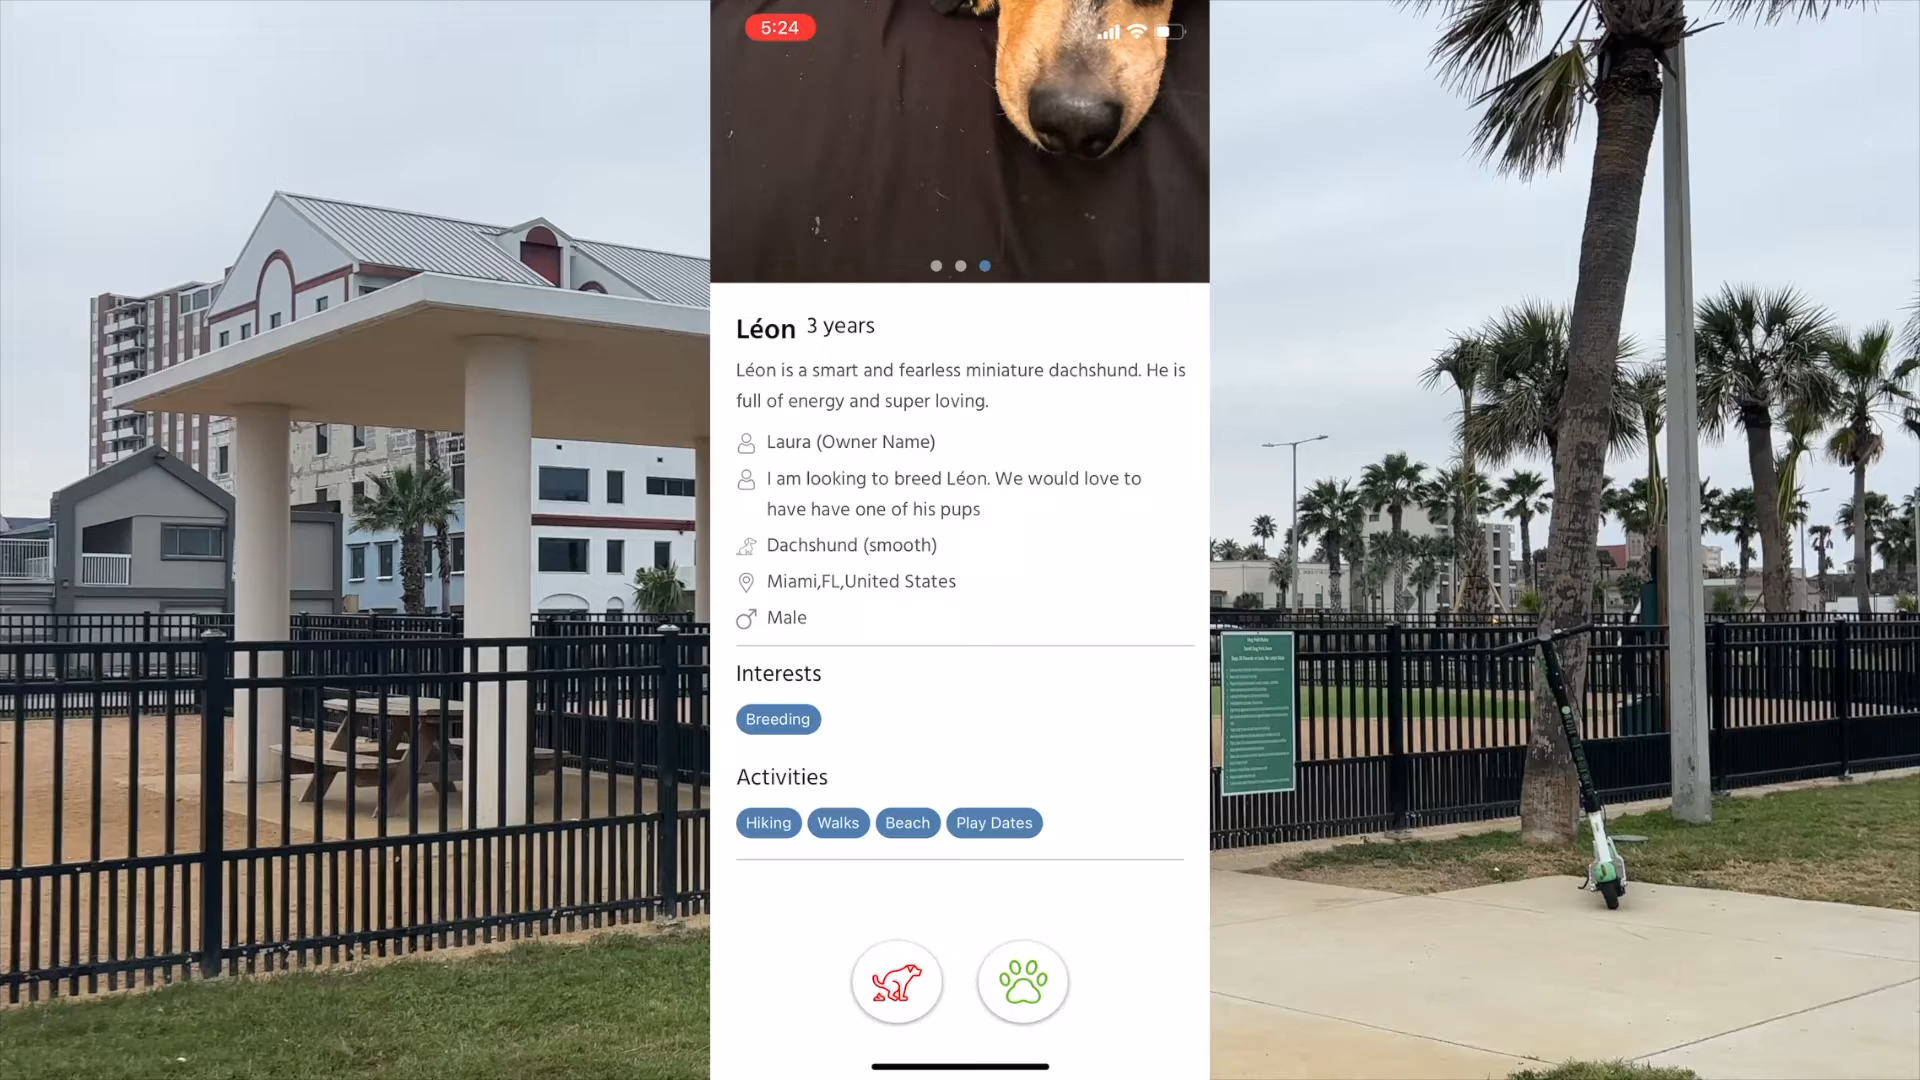 5:24
Léon 3 years
Léon is a smart and fearless miniature dachshund. He is
full of energy and super loving.
Laura (Owner Name)
I am looking to breed Léon. We would love to
have have one of his pups
Dachshund (smooth)
Miami,FL,United States
Male
Interests
Breeding
Activities
Hiking Walks Beach Play Dates